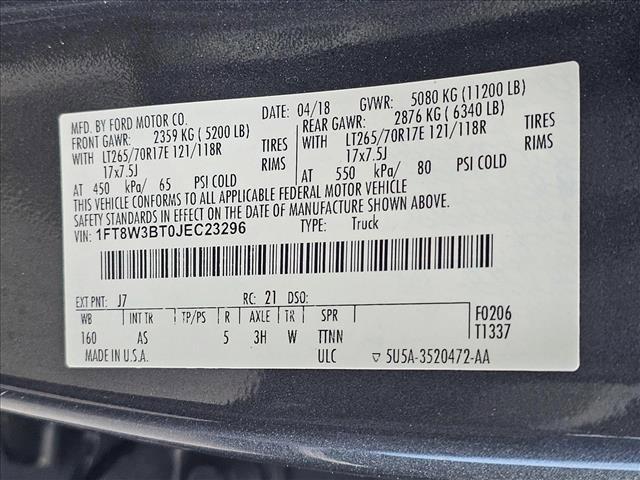 MFD. BY FORD MOTOR CO. DATE: 04/18 GVWR: 5080 KG (11200 LB)
FRONT GAWR: 2359 KG ( 5200 LB) REAR GAWR: 2876 KG ( 6340 LB)
WITH LT265/70R17E 121/118R TIRES WITH LT265/70R17E 121/118R TIRES
17x7.5J RIMS 17x7.5J RIMS
AT 450 kPa/ 65 PSI COLD AT 550 kPa/ 80 PSI COLD
THIS VEHICLE CONFORMS TO ALL APPLICABLE FEDERAL MOTOR VEHICLE
SAFETY STANDARDS IN EFFECT ON THE DATE OF MANUFACTURE SHOWN ABOVE.
VIN: 1FT8W3BT0JEC23296 TYPE: Truck
EXT PNT: J7 RC: 21 DSO:
WB INT TR TP/PS R AXLE TR SPR F0206
160 AS 5 3H W TTNN T1337
MADE IN U.S.A. ULC ▽ 5U5A-3520472-AA